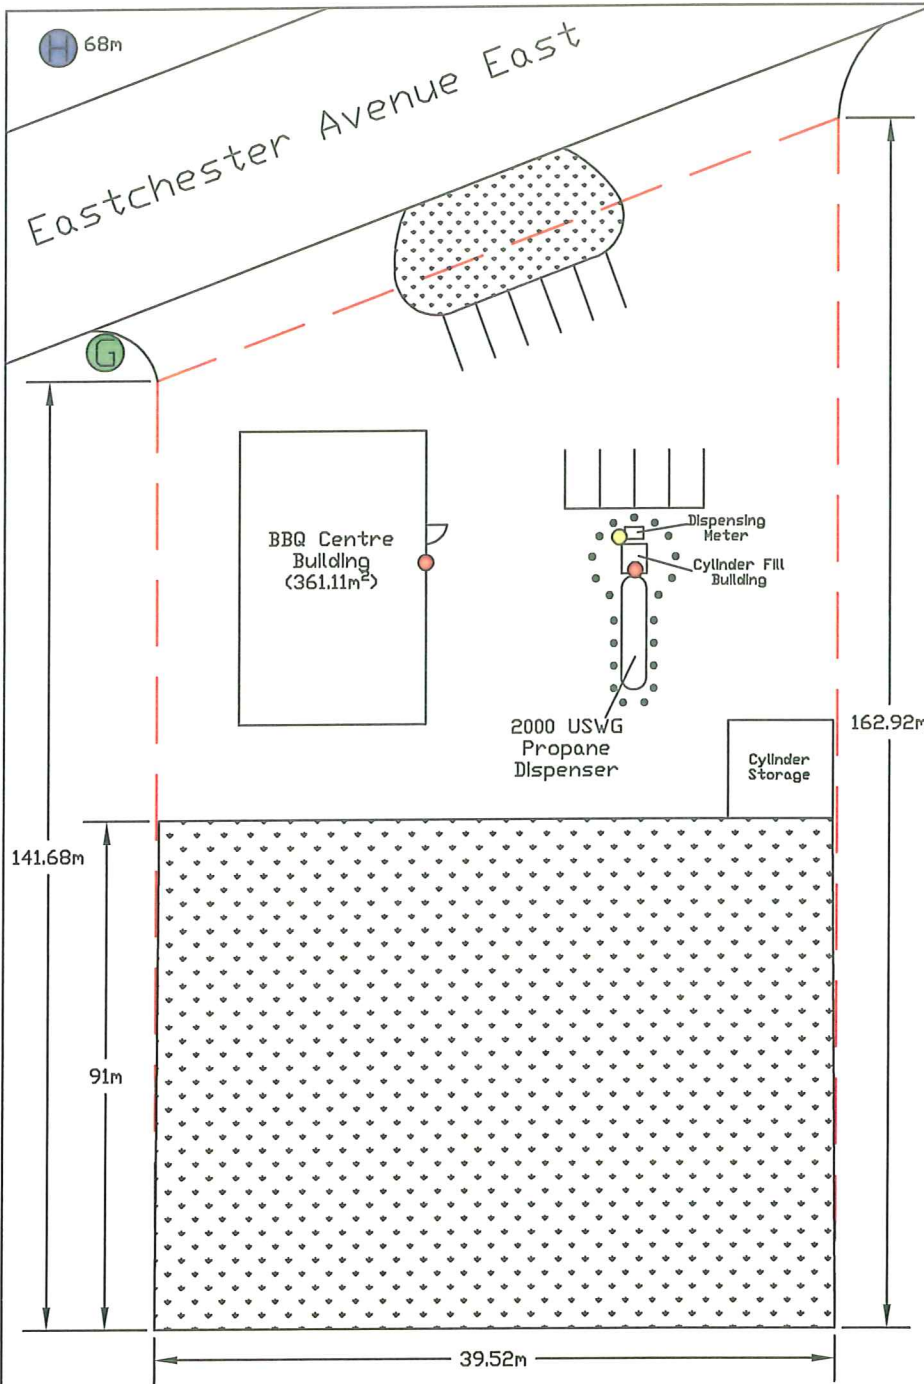 H 68m
Eastchester Avenue East
G
BBQ Centre
Building
(361.11m²)
Dispensing
Meter
Cylinder Fill
Building
2000 USWG
Propane
Dispenser
162.92m
Cylinder
Storage
141.68m
91m
39.52m